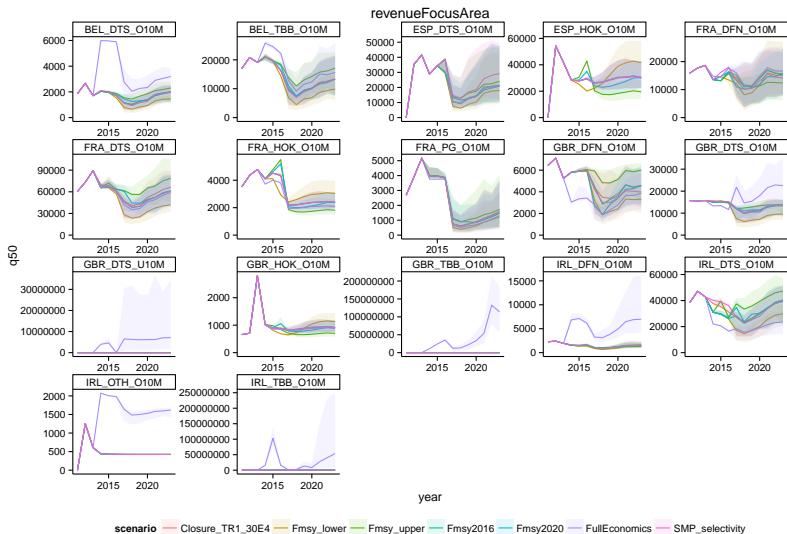 revenueFocusArea
BEL_DTS_O10M BEL_TBB_O10M ESP_DTS_O10M ESP_HOK_O10M FRA_DFN_O10M
6000 4000 2000 0
20000 10000 0
50000 40000 30000 20000 10000 0
60000 40000 20000 0
20000 10000 0
2015 2020 2015 2020 2015 2020 2015 2020 2015 2020
FRA_DTS_O10M FRA_HOK_O10M FRA_PG_O10M GBR_DFN_O10M GBR_DTS_O10M
90000 60000 30000 0
5000 4000 3000 2000 1000 0
5000 4000 3000 2000 1000 0
6000 4000 2000 0
30000 20000 10000 0
2015 2020 2015 2020 2015 2020 2015 2020 2015 2020
GBR_DTS_U10M GBR_HOK_O10M GBR_TBB_O10M IRL_DFN_O10M IRL_DTS_O10M
30000000 20000000 10000000 0
2000 1000 0
200000000 150000000 100000000 50000000 0
15000 10000 5000 0
60000 40000 20000 0
2015 2020 2015 2020 2015 2020 2015 2020 2015 2020
IRL_OTH_O10M IRL_TBB_O10M
2000 1500 1000 500 0
250000000 200000000 150000000 100000000 50000000 0
2015 2020 2015 2020
q50
year
scenario Closure_TR1_30E4 Fmsy_lower Fmsy_upper Fmsy2016 Fmsy2020 FullEconomics SMP_selectivity